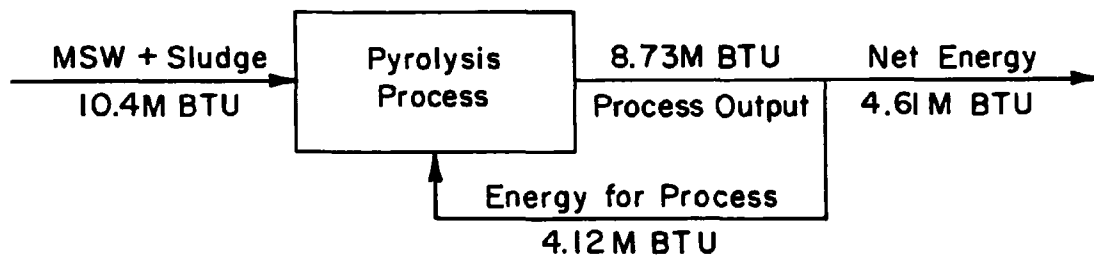 MSW + Sludge
10.4M BTU
Pyrolysis
Process
8.73M BTU
Process Output
Net Energy
4.61M BTU
Energy for Process
4.12M BTU